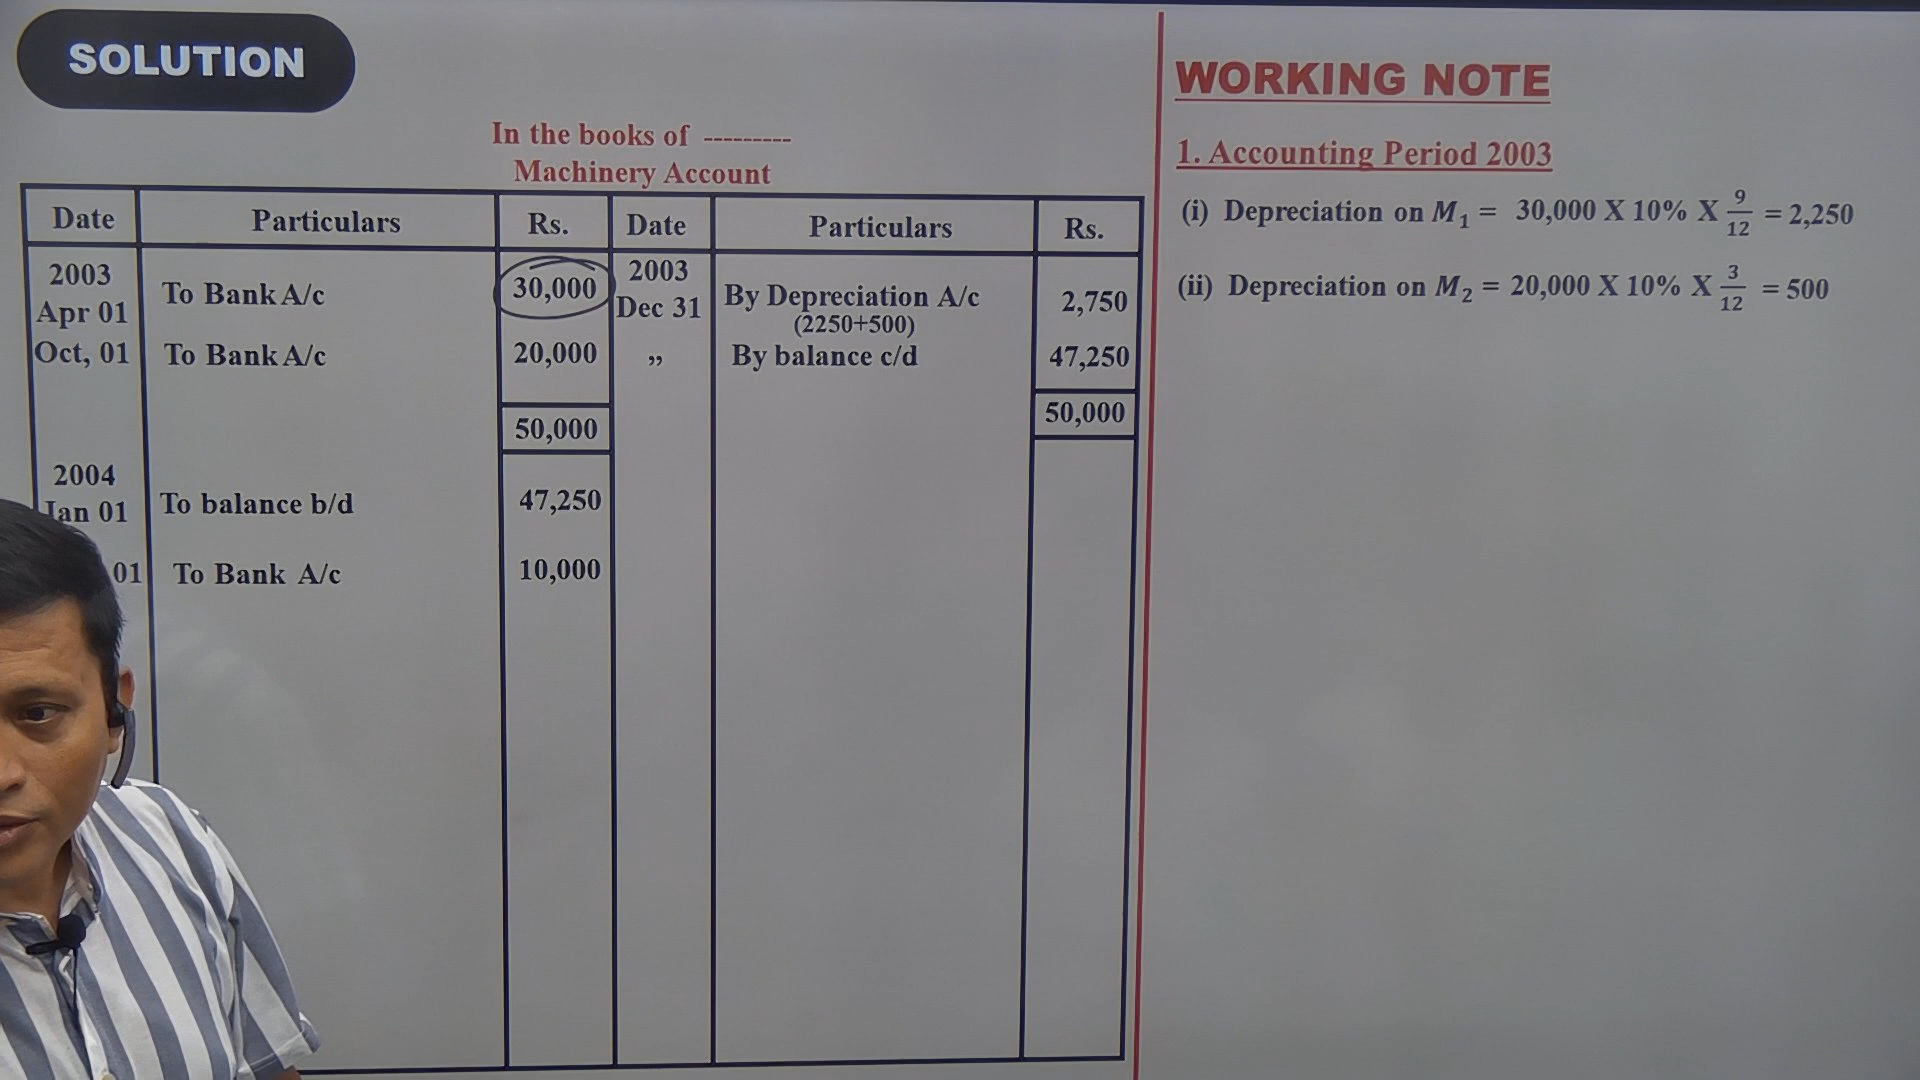 SOLUTION
In the books of ---------
Machinery Account
Date Particulars Rs. Date Particulars Rs.
2003 2003
Apr 01 To Bank A/c 30,000 Dec 31 By Depreciation A/c 2,750
(2250+500)
Oct, 01 To Bank A/c 20,000 ,, By balance c/d 47,250
50,000 50,000
2004
Jan 01 To balance b/d 47,250
01 To Bank A/c 10,000
WORKING NOTE
1. Accounting Period 2003
(i) Depreciation on M₁ = 30,000 X 10% X 9/12 = 2,250
(ii) Depreciation on M₂ = 20,000 X 10% X 3/12 = 500